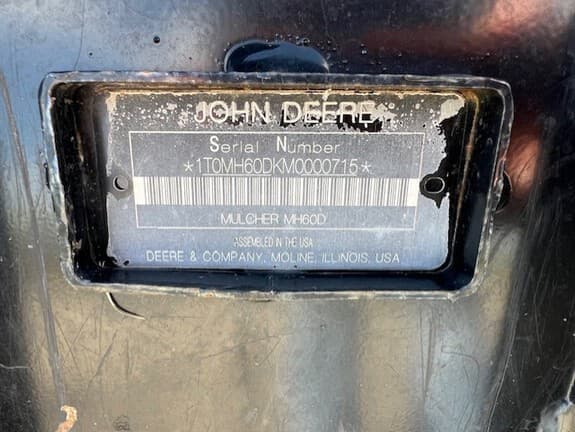 JOHN DEERE
Serial Number
*1T0MH60DKM0000715*
MULCHER MH60D
ASSEMBLED IN THE USA
DEERE & COMPANY, MOLINE, ILLINOIS, USA